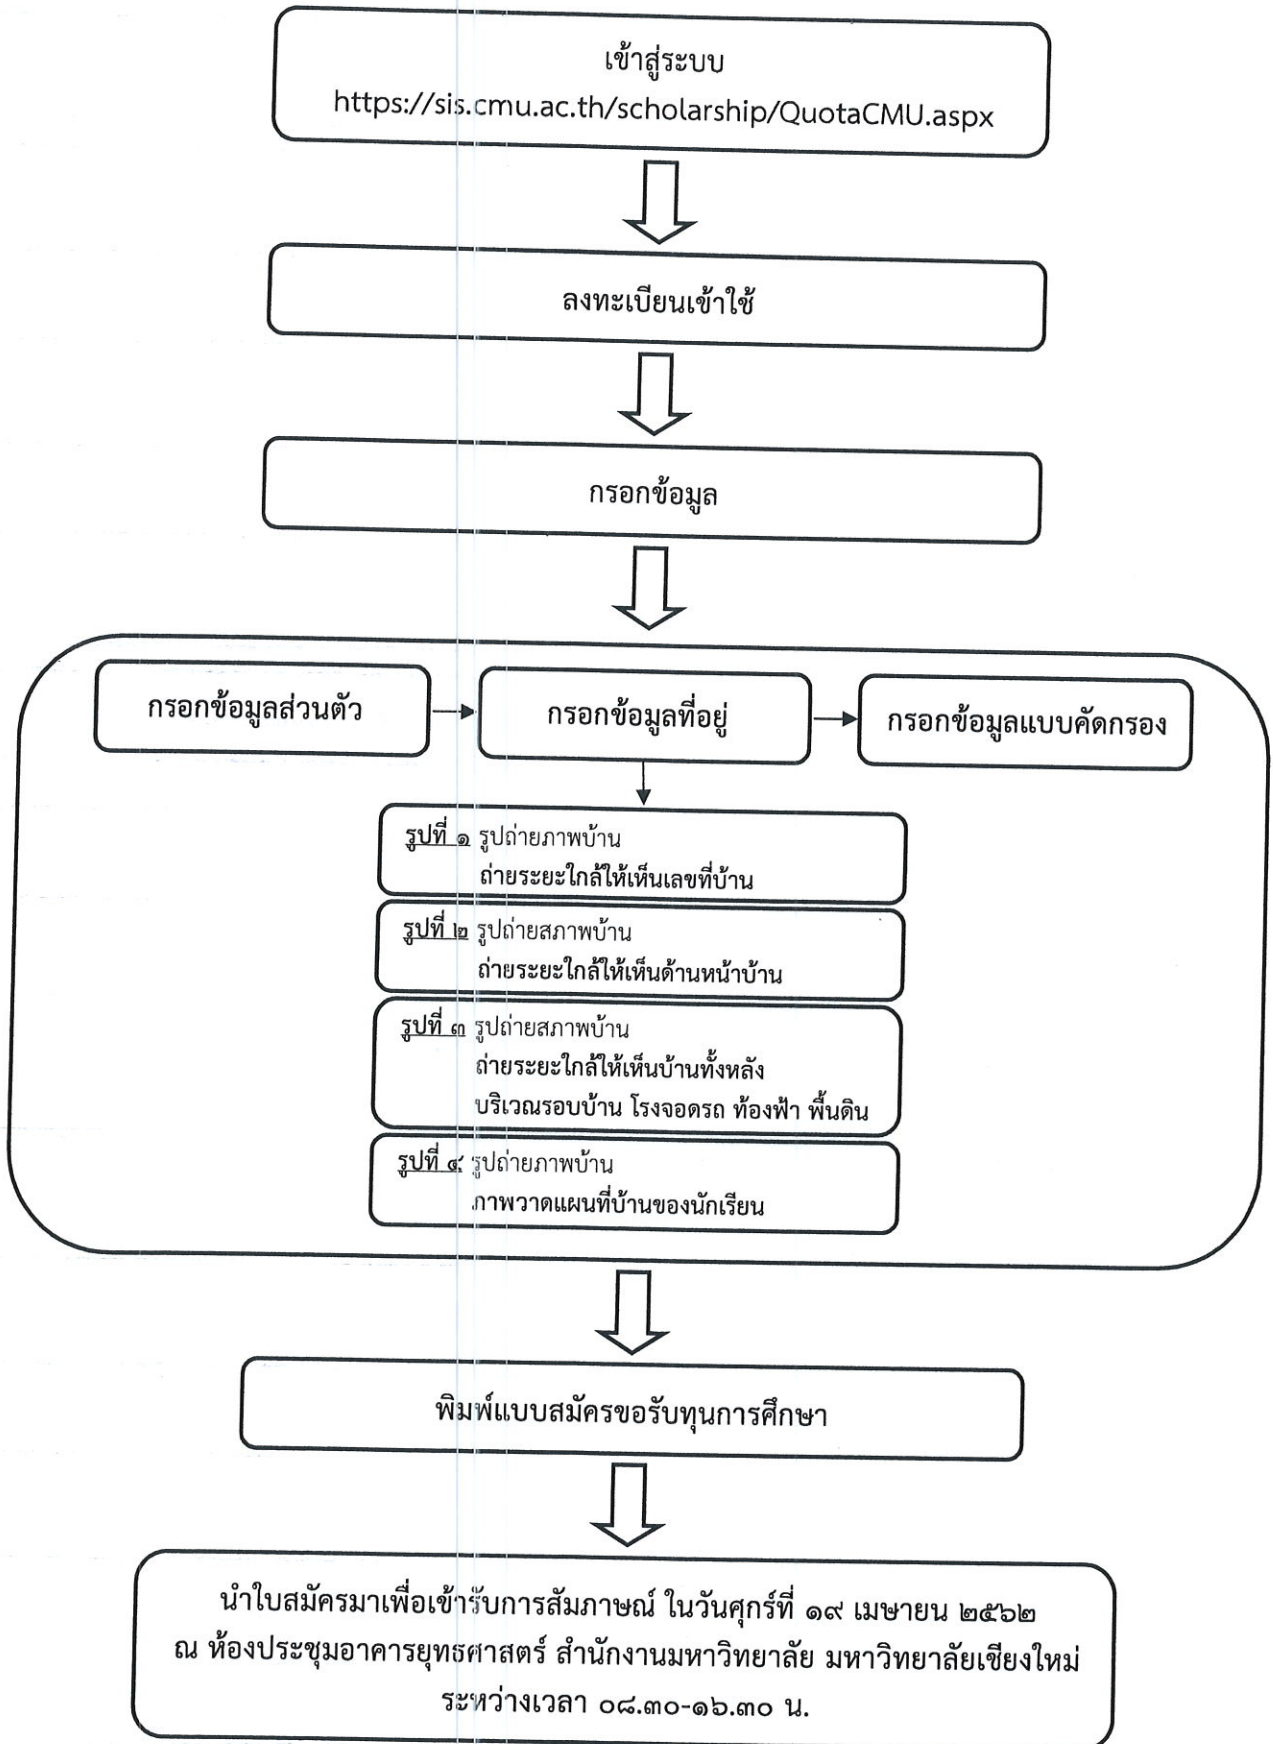 เข้าสู่ระบบ
https://sis.cmu.ac.th/scholarship/QuotaCMU.aspx
ลงทะเบียนเข้าใช้
กรอกข้อมูล
กรอกข้อมูลส่วนตัว
กรอกข้อมูลที่อยู่
กรอกข้อมูลแบบคัดกรอง
รูปที่ ๑ รูปถ่ายภาพบ้าน
ถ่ายระยะใกล้ให้เห็นเลขที่บ้าน
รูปที่ ๒ รูปถ่ายสภาพบ้าน
ถ่ายระยะใกล้ให้เห็นด้านหน้าบ้าน
รูปที่ ๓ รูปถ่ายสภาพบ้าน
ถ่ายระยะใกล้ให้เห็นบ้านทั้งหลัง
บริเวณรอบบ้าน โรงจอดรถ ท้องฟ้า พื้นดิน
รูปที่ ๔ รูปถ่ายภาพบ้าน
ภาพวาดแผนที่บ้านของนักเรียน
พิมพ์แบบสมัครขอรับทุนการศึกษา
นำใบสมัครมาเพื่อเข้ารับการสัมภาษณ์ ในวันศุกร์ที่ ๑๙ เมษายน ๒๕๖๒
ณ ห้องประชุมอาคารยุทธศาสตร์ สำนักงานมหาวิทยาลัย มหาวิทยาลัยเชียงใหม่
ระหว่างเวลา ๐๘.๓๐-๑๖.๓๐ น.